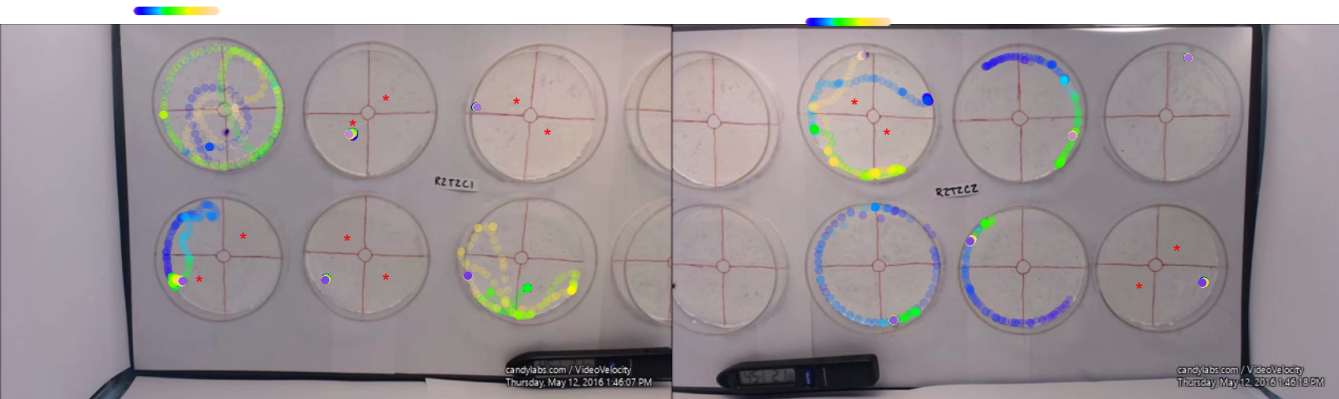 R2T2C1
R2T2C2
candylabs.com / VideoVelocity
Thursday, May 12, 2016 1:46:07 PM
candylabs.com / VideoVelocity
Thursday, May 12, 2016 1:46:18 PM